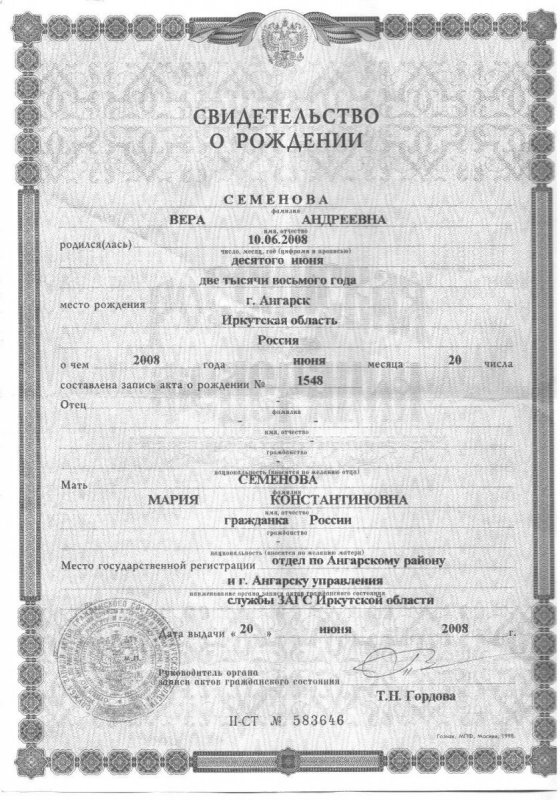 СВИДЕТЕЛЬСТВО
О РОЖДЕНИИ
СЕМЕНОВА
фамилия
ВЕРА АНДРЕЕВНА
имя, отчество
родился(лась) 10.06.2008
число, месяц, год (цифрами и прописью)
десятого июня
две тысячи восьмого года
место рождения г. Ангарск
Иркутская область
Россия
о чем 2008 года июня месяца 20 числа
составлена запись акта о рождении № 1548
Отец -
фамилия
- -
имя, отчество
-
гражданство
-
национальность (вносится по желанию отца)
Мать СЕМЕНОВА
фамилия
МАРИЯ КОНСТАНТИНОВНА
имя, отчество
гражданка России
гражданство
-
национальность (вносится по желанию матери)
Место государственной регистрации отдел по Ангарскому району
и г. Ангарску управления
наименование органа записи актов гражданского состояния
службы ЗАГС Иркутской области
Дата выдачи « 20 » июня 2008 г.
М.П.
Руководитель органа
записи актов гражданского состояния
Т.Н. Гордова
II-СТ № 583646
Гознак, МПФ, Москва, 1998.